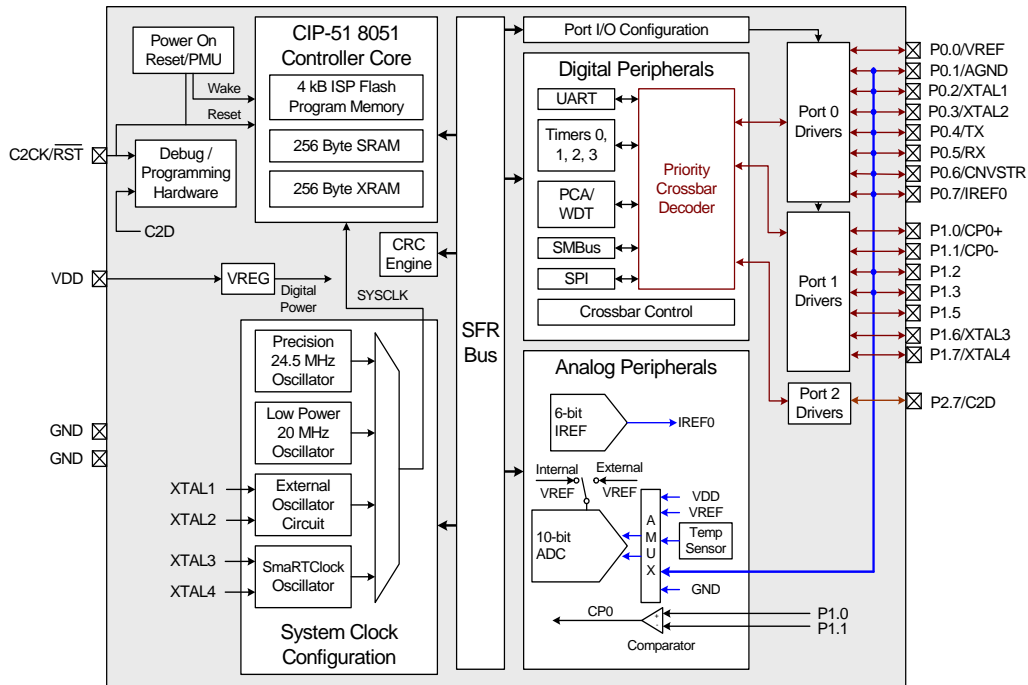 Power On
Reset/PMU
Wake
Reset
C2CK/RST
Debug /
Programming
Hardware
C2D
VDD
VREG
Digital
Power
SYSCLK
GND
GND
XTAL1
XTAL2
XTAL3
XTAL4
CIP-51 8051
Controller Core
4 kB ISP Flash
Program Memory
256 Byte SRAM
256 Byte XRAM
CRC
Engine
Precision
24.5 MHz
Oscillator
Low Power
20 MHz
Oscillator
External
Oscillator
Circuit
SmaRTClock
Oscillator
System Clock
Configuration
SFR
Bus
Port I/O Configuration
Digital Peripherals
UART
Timers 0,
1, 2, 3
PCA/
WDT
SMBus
SPI
Priority
Crossbar
Decoder
Crossbar Control
Analog Peripherals
6-bit
IREF
IREF0
Internal
VREF
External
VREF
10-bit
ADC
A
M
U
X
VDD
VREF
Temp
Sensor
GND
CP0
+
-
Comparator
P1.0
P1.1
Port 0
Drivers
Port 1
Drivers
Port 2
Drivers
P0.0/VREF
P0.1/AGND
P0.2/XTAL1
P0.3/XTAL2
P0.4/TX
P0.5/RX
P0.6/CNVSTR
P0.7/IREF0
P1.0/CP0+
P1.1/CP0-
P1.2
P1.3
P1.5
P1.6/XTAL3
P1.7/XTAL4
P2.7/C2D